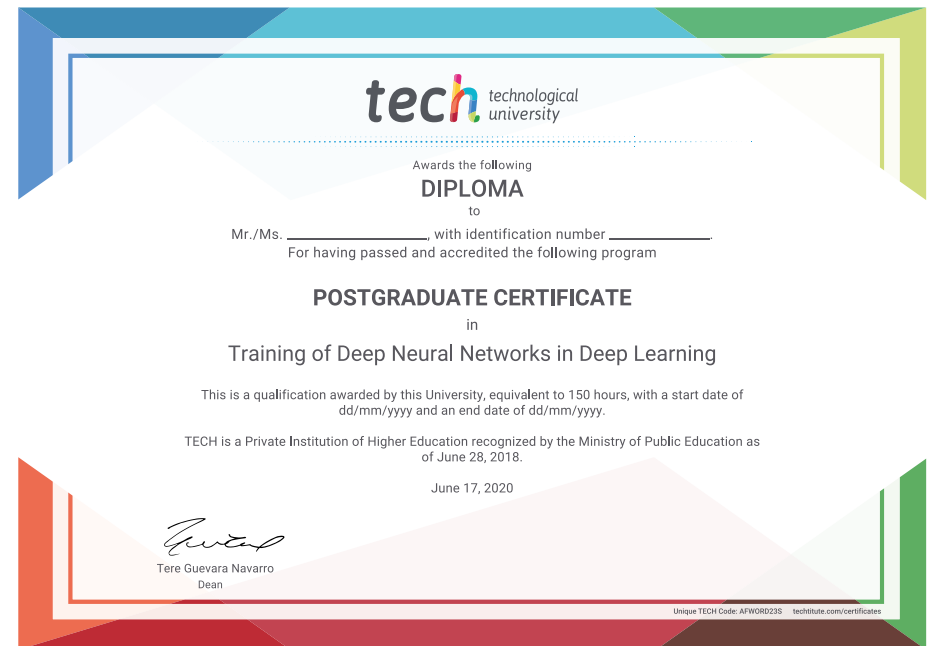 tech technological
university
Awards the following
DIPLOMA
to
Mr./Ms. ____________________, with identification number ______________.
For having passed and accredited the following program
POSTGRADUATE CERTIFICATE
in
Training of Deep Neural Networks in Deep Learning
This is a qualification awarded by this University, equivalent to 150 hours, with a start date of
dd/mm/yyyy and an end date of dd/mm/yyyy.
TECH is a Private Institution of Higher Education recognized by the Ministry of Public Education as
of June 28, 2018.
June 17, 2020
Tere Guevara Navarro
Dean
Unique TECH Code: AFWORD23S techtitute.com/certificates